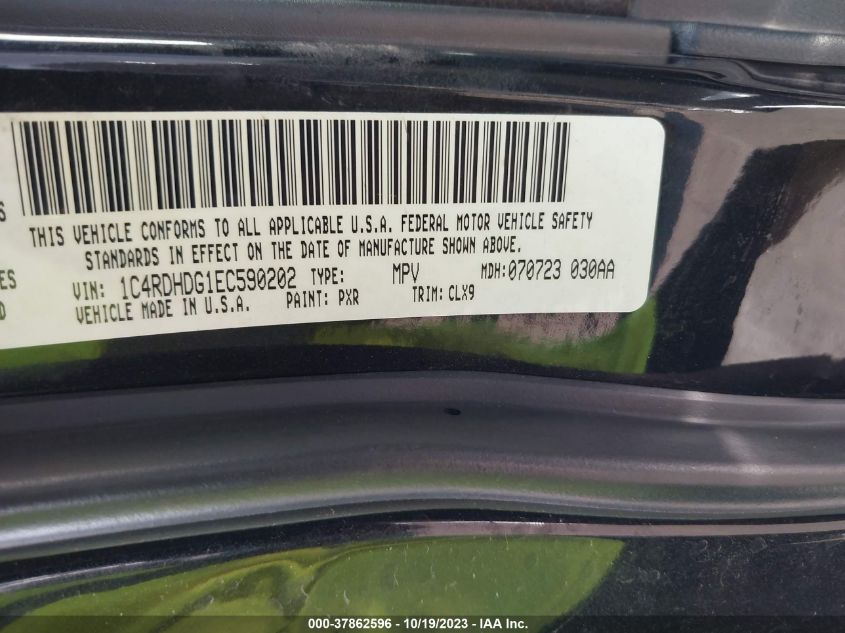 S
THIS VEHICLE CONFORMS TO ALL APPLICABLE U.S.A. FEDERAL MOTOR VEHICLE SAFETY
STANDARDS IN EFFECT ON THE DATE OF MANUFACTURE SHOWN ABOVE.
ES
VIN: 1C4RDHDG1EC590202 TYPE: MPV MDH: 070723 030AA
D
VEHICLE MADE IN U.S.A. PAINT: PXR TRIM: CLX9
000-37862596 - 10/19/2023 - IAA Inc.